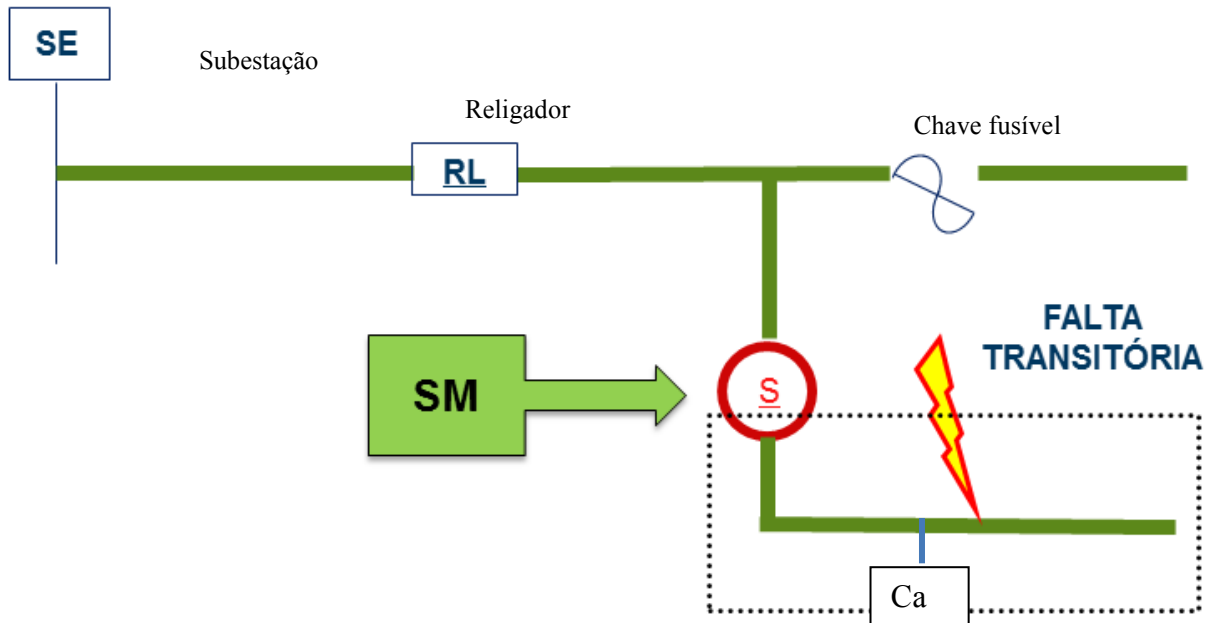 SE
Subestação
Religador
Chave fusível
RL
FALTA
TRANSITÓRIA
SM
S
Ca